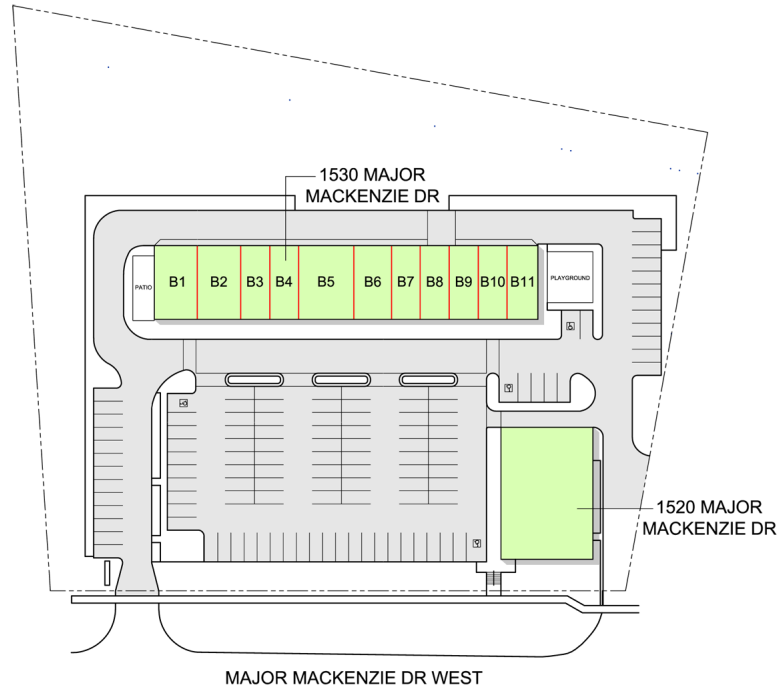 1530 MAJOR
MACKENZIE DR
PATIO
B1
B2
B3
B4
B5
B6
B7
B8
B9
B10
B11
PLAYGROUND
1520 MAJOR
MACKENZIE DR
MAJOR MACKENZIE DR WEST